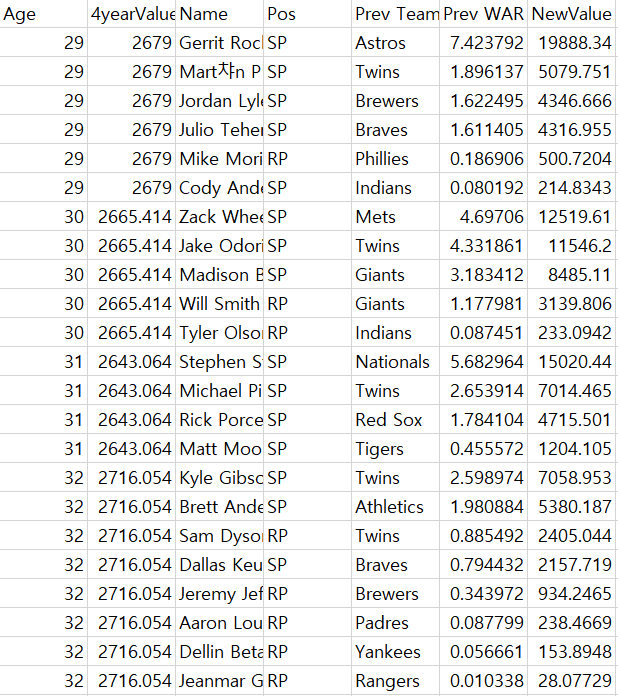 Age 4yearValue Name Pos Prev Team Prev WAR NewValue
29 2679 Gerrit Rocl SP Astros 7.423792 19888.34
29 2679 Mart챠n P SP Twins 1.896137 5079.751
29 2679 Jordan Lyle SP Brewers 1.622495 4346.666
29 2679 Julio Teher SP Braves 1.611405 4316.955
29 2679 Mike Mori RP Phillies 0.186906 500.7204
29 2679 Cody Ande SP Indians 0.080192 214.8343
30 2665.414 Zack Whee SP Mets 4.69706 12519.61
30 2665.414 Jake Odori SP Twins 4.331861 11546.2
30 2665.414 Madison B SP Giants 3.183412 8485.11
30 2665.414 Will Smith RP Giants 1.177981 3139.806
30 2665.414 Tyler Olso RP Indians 0.087451 233.0942
31 2643.064 Stephen S SP Nationals 5.682964 15020.44
31 2643.064 Michael Pi SP Twins 2.653914 7014.465
31 2643.064 Rick Porce SP Red Sox 1.784104 4715.501
31 2643.064 Matt Moo SP Tigers 0.455572 1204.105
32 2716.054 Kyle Gibso SP Twins 2.598974 7058.953
32 2716.054 Brett Ande SP Athletics 1.980884 5380.187
32 2716.054 Sam Dyso RP Twins 0.885492 2405.044
32 2716.054 Dallas Keu SP Braves 0.794432 2157.719
32 2716.054 Jeremy Jef RP Brewers 0.343972 934.2465
32 2716.054 Aaron Lou RP Padres 0.087799 238.4669
32 2716.054 Dellin Beta RP Yankees 0.056661 153.8948
32 2716.054 Jeanmar G RP Rangers 0.010338 28.07729